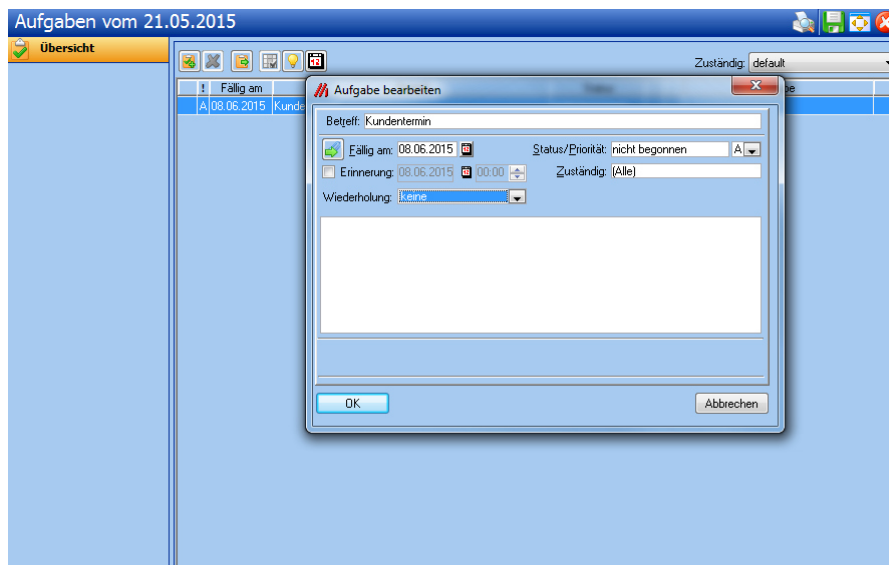 Aufgaben vom 21.05.2015
Übersicht
Zuständig: default
! Fällig am
A 08.06.2015 Kunde
Aufgabe bearbeiten
Betreff: Kundentermin
Fällig am: 08.06.2015 Status/Priorität: nicht begonnen A
Erinnerung: 08.06.2015 00:00 Zuständig: (Alle)
Wiederholung: keine
OK Abbrechen